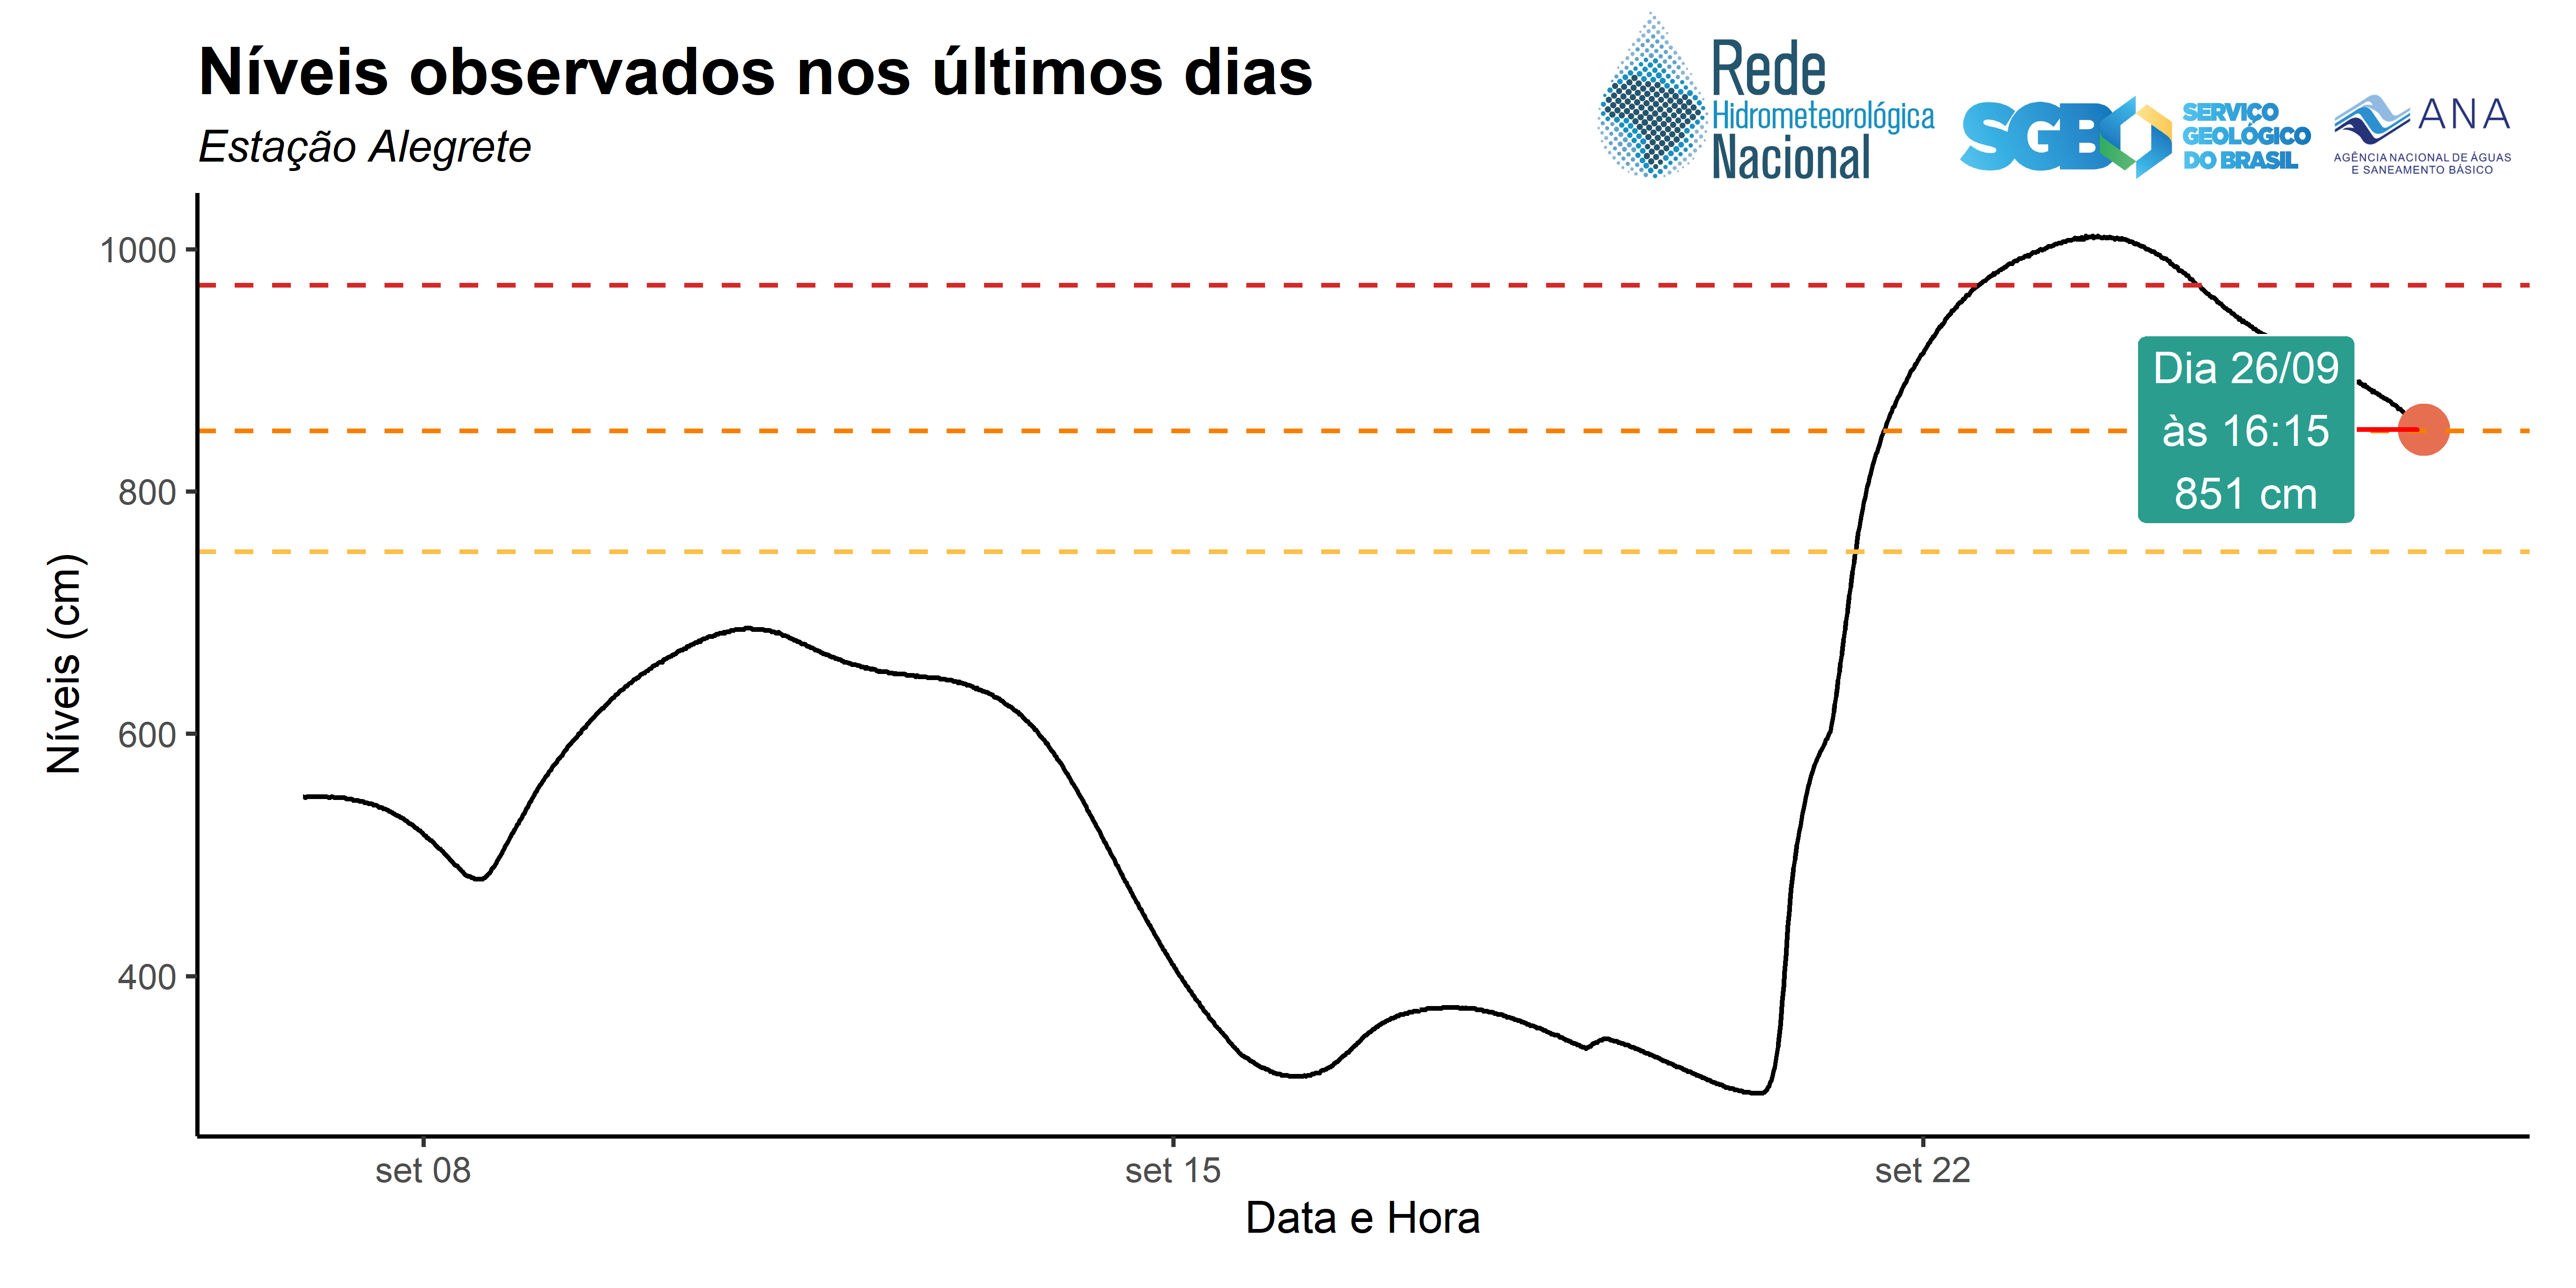 Níveis observados nos últimos dias
Estação Alegrete
Rede
Hidrometeorológica
Nacional
SGB
SERVIÇO
GEOLÓGICO
DO BRASIL
ANA
AGÊNCIA NACIONAL DE ÁGUAS
E SANEAMENTO BÁSICO
Níveis (cm)
1000
800
600
400
Dia 26/09
às 16:15
851 cm
set 08
set 15
set 22
Data e Hora